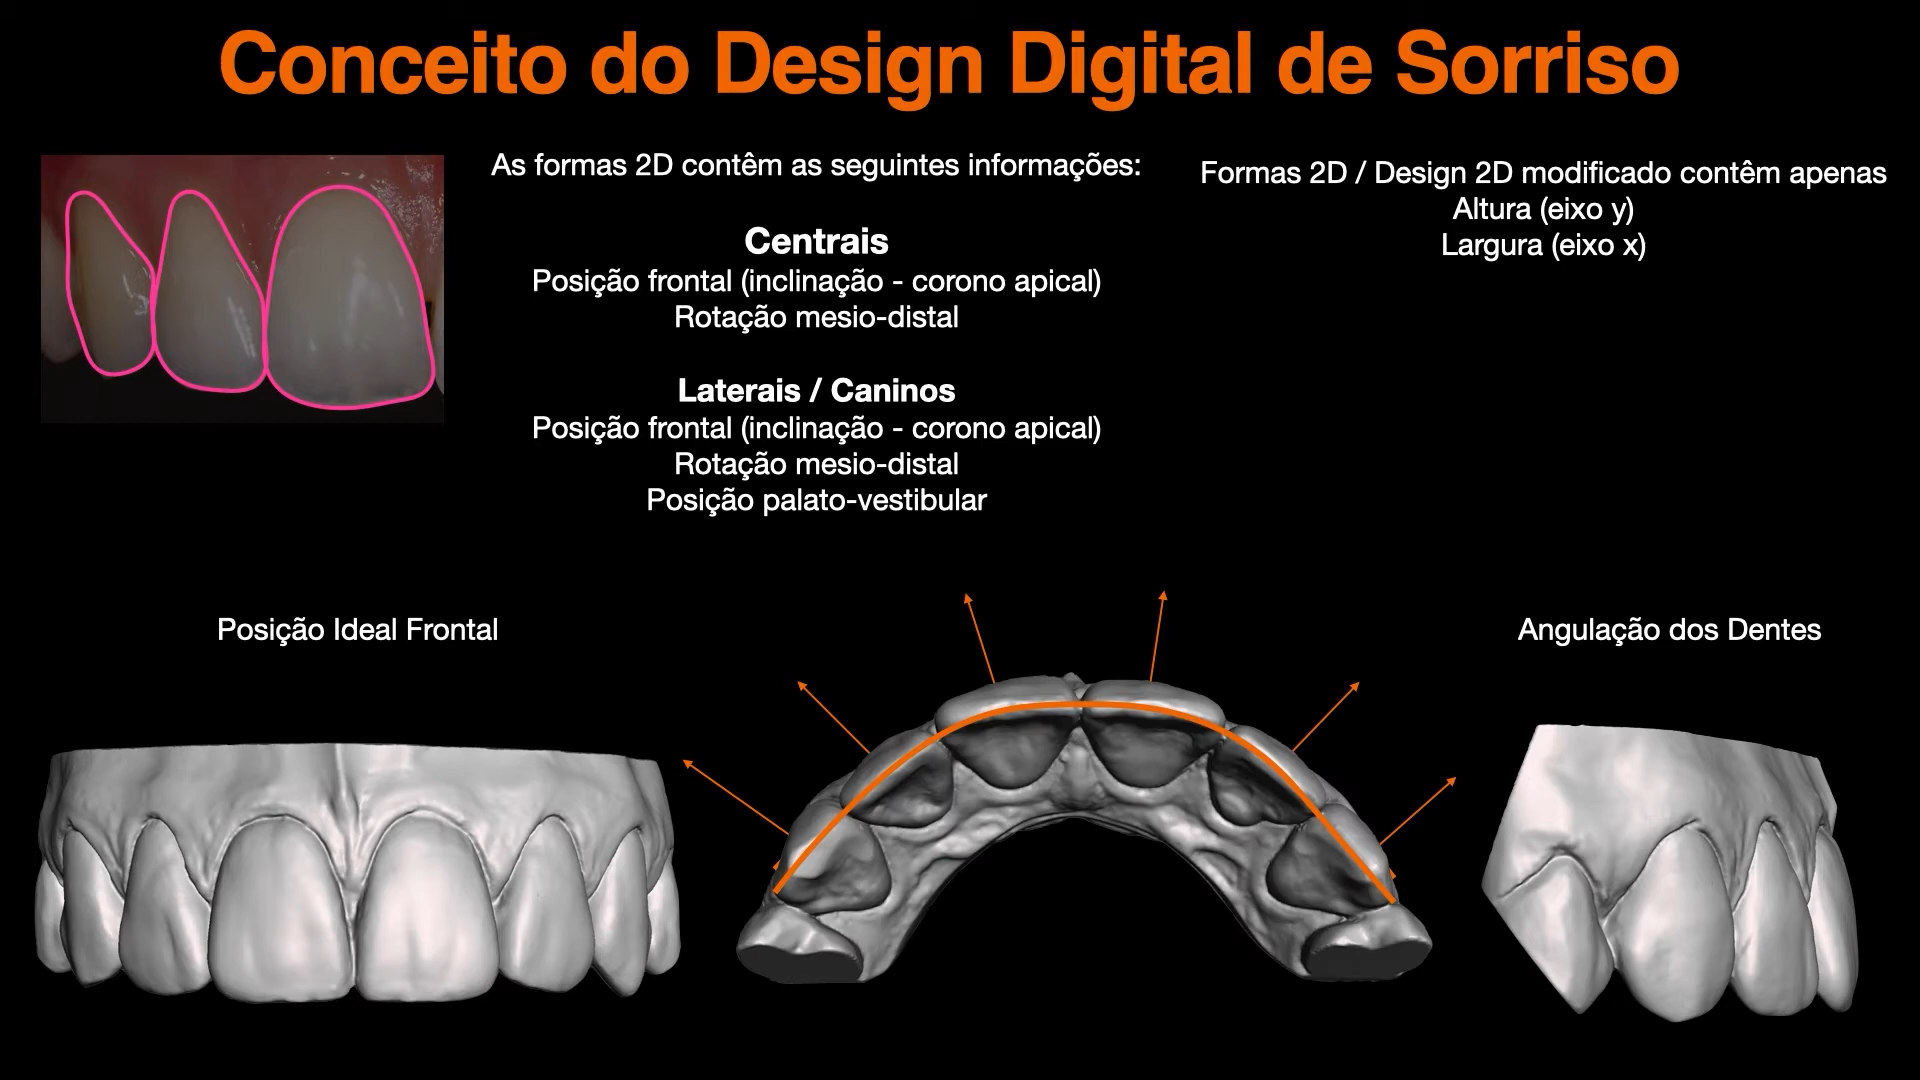 Conceito do Design Digital de Sorriso
As formas 2D contêm as seguintes informações:
Centrais
Posição frontal (inclinação - corono apical)
Rotação mesio-distal
Laterais / Caninos
Posição frontal (inclinação - corono apical)
Rotação mesio-distal
Posição palato-vestibular
Formas 2D / Design 2D modificado contêm apenas
Altura (eixo y)
Largura (eixo x)
Posição Ideal Frontal
Angulação dos Dentes